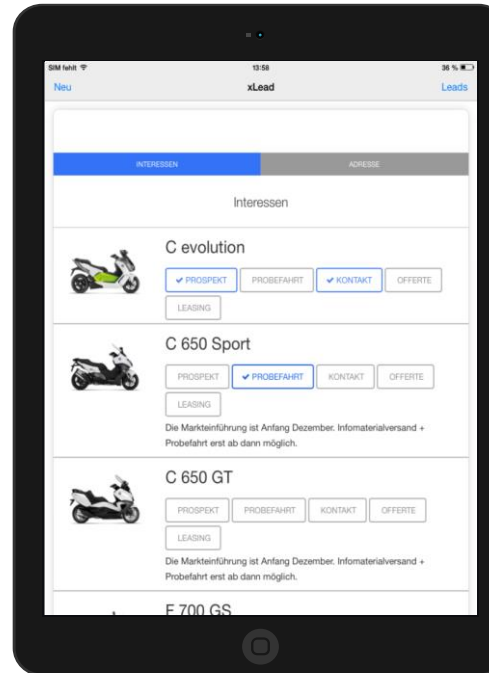 SIM fehlt 13:58 36 %
Neu xLead Leads
INTERESSEN ADRESSE
Interessen
C evolution
PROSPEKT PROBEFAHRT KONTAKT OFFERTE
LEASING
C 650 Sport
PROSPEKT PROBEFAHRT KONTAKT OFFERTE
LEASING
Die Markteinführung ist Anfang Dezember. Infomaterialversand +
Probefahrt erst ab dann möglich.
C 650 GT
PROSPEKT PROBEFAHRT KONTAKT OFFERTE
LEASING
Die Markteinführung ist Anfang Dezember. Infomaterialversand +
Probefahrt erst ab dann möglich.
F 700 GS